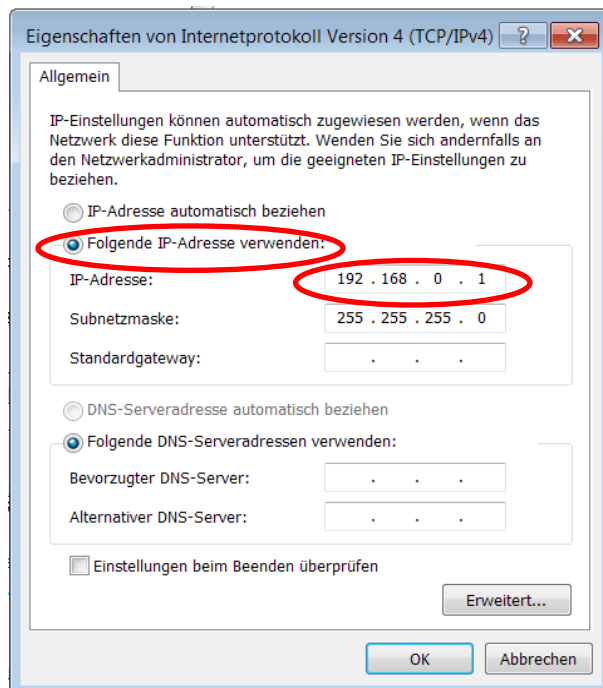 Eigenschaften von Internetprotokoll Version 4 (TCP/IPv4)
?
Allgemein
IP-Einstellungen können automatisch zugewiesen werden, wenn das
Netzwerk diese Funktion unterstützt. Wenden Sie sich andernfalls an
den Netzwerkadministrator, um die geeigneten IP-Einstellungen zu
beziehen.
IP-Adresse automatisch beziehen
Folgende IP-Adresse verwenden:
IP-Adresse: 192 . 168 . 0 . 1
Subnetzmaske: 255 . 255 . 255 . 0
Standardgateway: . . .
DNS-Serveradresse automatisch beziehen
Folgende DNS-Serveradressen verwenden:
Bevorzugter DNS-Server: . . .
Alternativer DNS-Server: . . .
Einstellungen beim Beenden überprüfen
Erweitert...
OK Abbrechen